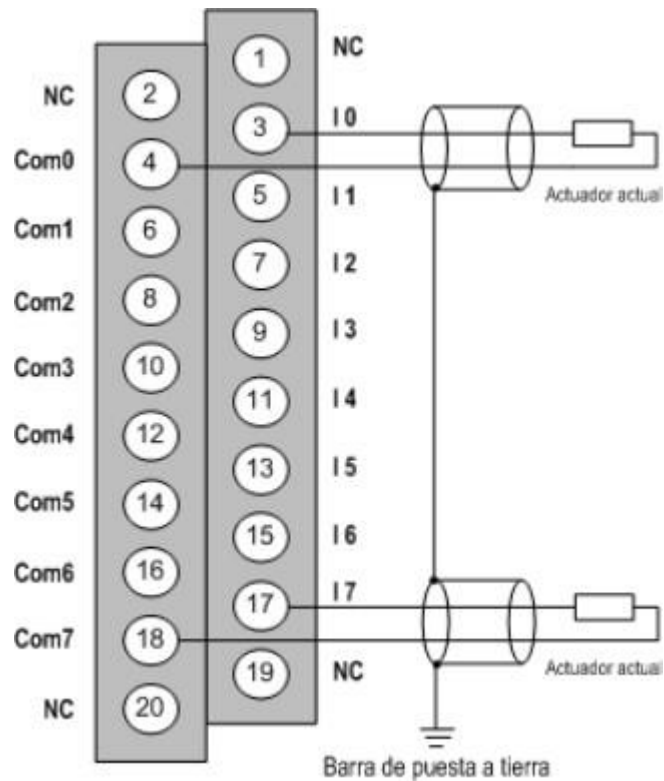 1 NC
NC 2
3 I0
Com0 4
Actuador actual
5 I1
Com1 6
7 I2
Com2 8
9 I3
Com3 10
11 I4
Com4 12
13 I5
Com5 14
15 I6
Com6 16
17 I7
Com7 18
Actuador actual
19 NC
NC 20
Barra de puesta a tierra